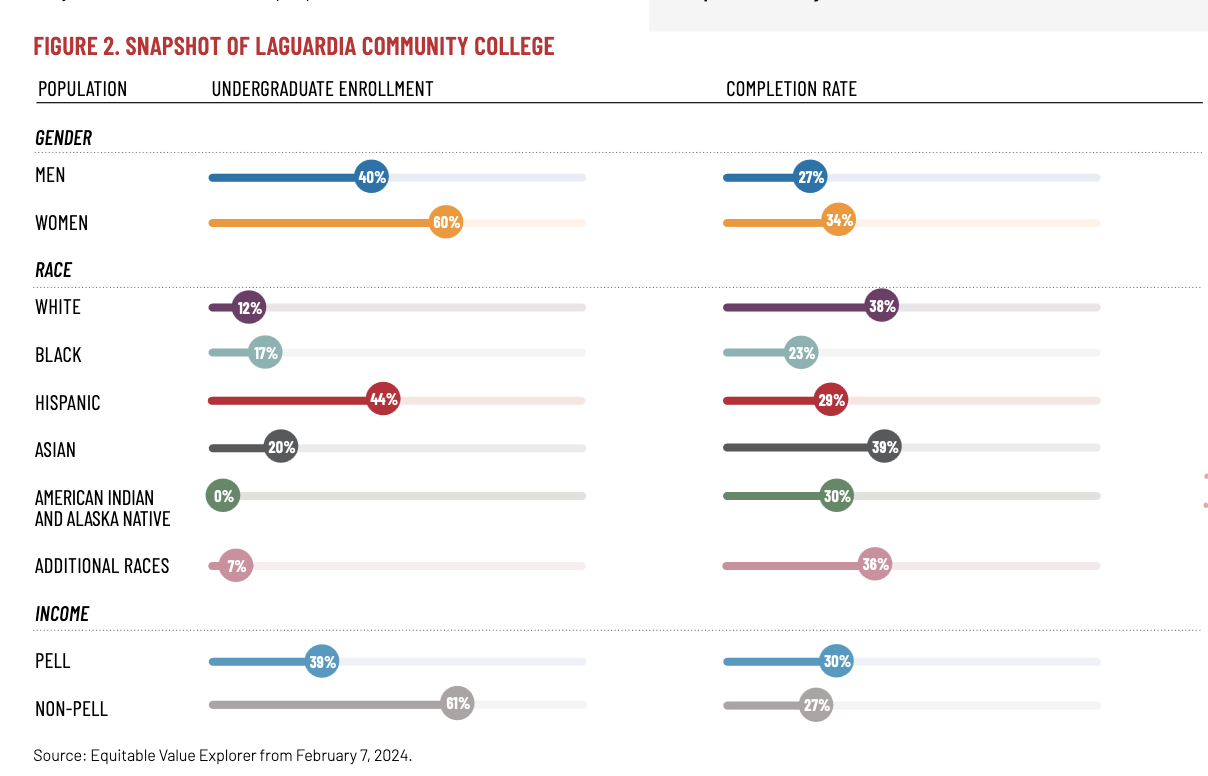 FIGURE 2. SNAPSHOT OF LAGUARDIA COMMUNITY COLLEGE
POPULATION UNDERGRADUATE ENROLLMENT COMPLETION RATE
GENDER
MEN 40% 27%
WOMEN 60% 34%
RACE
WHITE 12% 38%
BLACK 17% 23%
HISPANIC 44% 29%
ASIAN 20% 39%
AMERICAN INDIAN 0% 30%
AND ALASKA NATIVE
ADDITIONAL RACES 7% 36%
INCOME
PELL 39% 30%
NON-PELL 61% 27%
Source: Equitable Value Explorer from February 7, 2024.